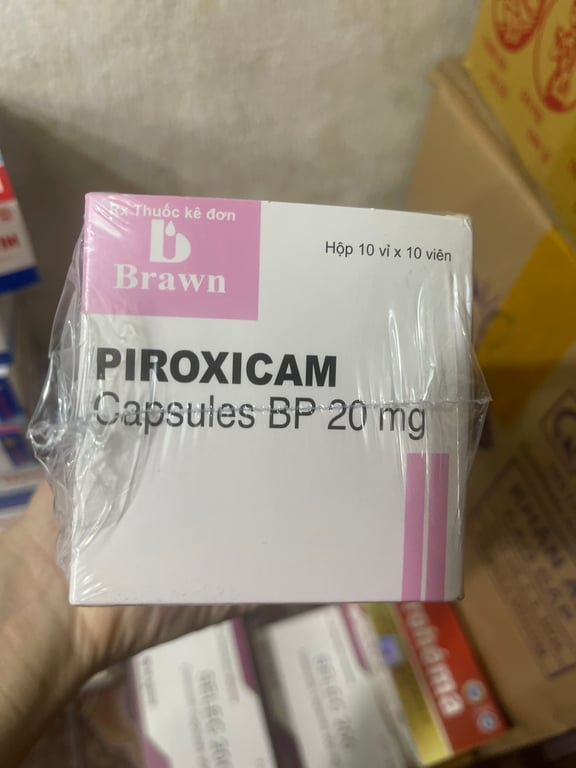 Rx Thuốc kê đơn
Brawn
Hộp 10 vỉ x 10 viên
PIROXICAM
Capsules BP 20 mg